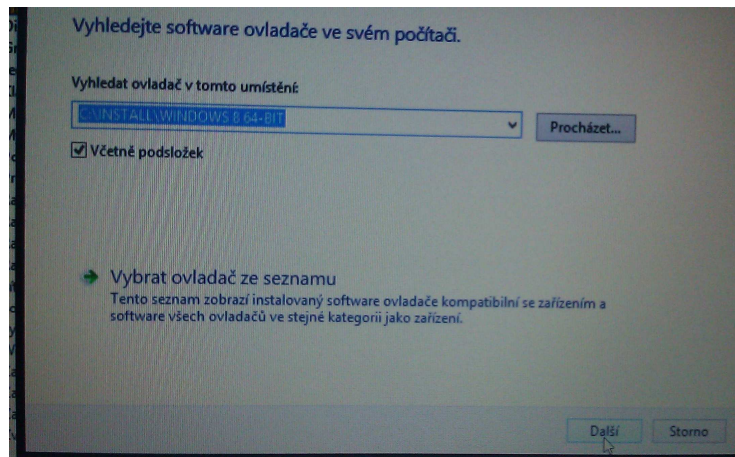 Vyhledejte software ovladače ve svém počítači.
Vyhledat ovladač v tomto umístění:
C:\INSTALL\WINDOWS 8 64-BIT
Procházet...
Včetně podsložek
Vybrat ovladač ze seznamu
Tento seznam zobrazí instalovaný software ovladače kompatibilní se zařízením a
software všech ovladačů ve stejné kategorii jako zařízení.
Další
Storno